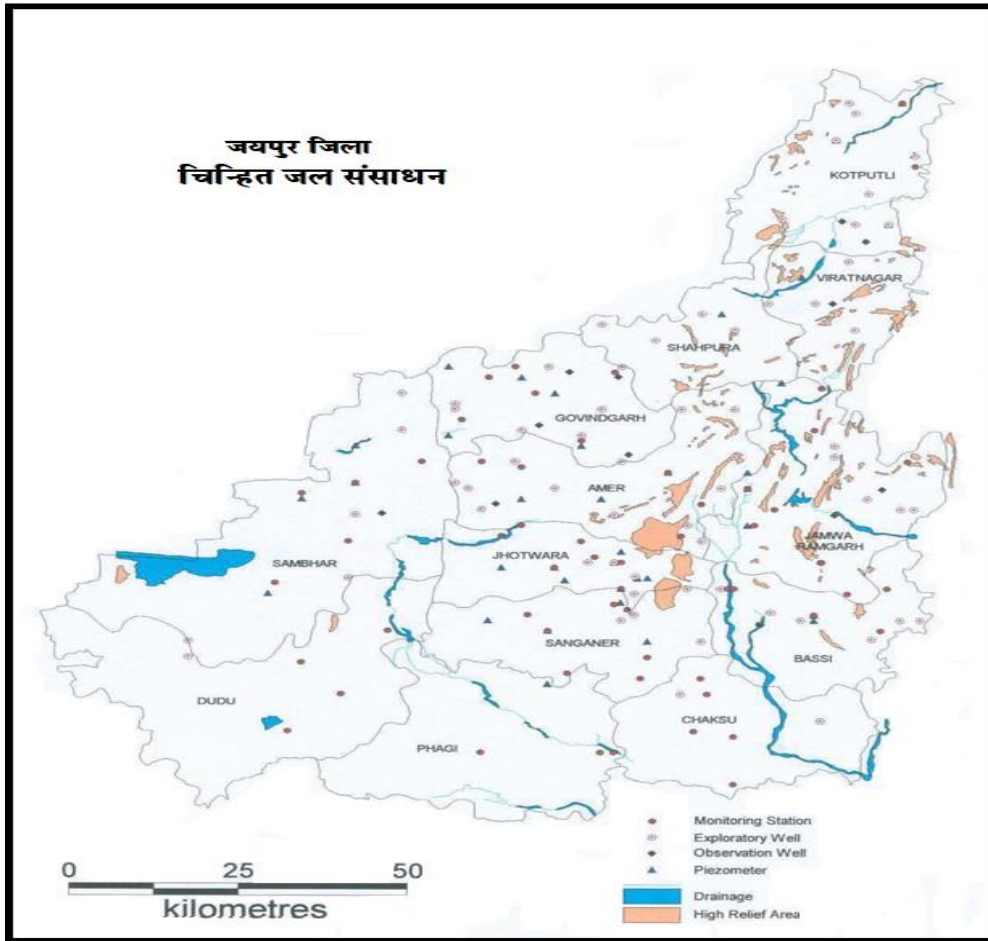 जयपुर जिला
चिन्हित जल संसाधन
KOTPUTLI
VIRATNAGAR
SHAHPURA
GOVINDGARH
AMER
JAMWA
RAMGARH
JHOTWARA
SAMBHAR
SANGANER
BASSI
DUDU
CHAKSU
PHAGI
Monitoring Station
Exploratory Well
Observation Well
Piezometer
Drainage
High Relief Area
0 25 50
kilometres